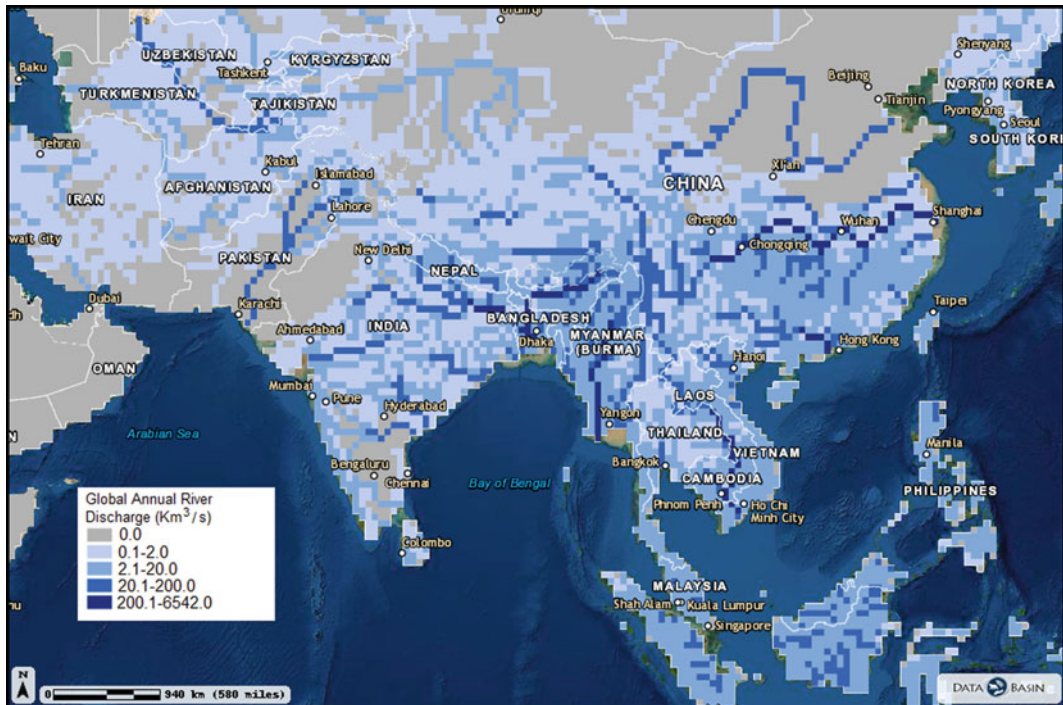 Urumqi
Baku
UZBEKISTAN
Tashkent
KYRGYZSTAN
Shenyang
Beijing
NORTH KOREA
TURKMENISTAN
TAJIKISTAN
Tianjin
Pyongyang
Seoul
SOUTH KORE
Tehran
Kabul
Islamabad
AFGHANISTAN
Xi'an
CHINA
IRAN
Lahore
Chengdu
Wuhan
Shanghai
wait City
PAKISTAN
New Delhi
Chongqing
NEPAL
Dubai
Karachi
Taipei
Ahmedabad
INDIA
BANGLADESH
Dhaka
MYANMAR
(BURMA)
Hong Kong
OMAN
Hanoi
Mumbai
Pune
LAOS
Hyderabad
Yangon
THAILAND
Arabian Sea
VIETNAM
Manila
Bengaluru
Chennai
Bay of Bengal
Bangkok
CAMBODIA
PHILIPPINES
Global Annual River
Discharge (Km³/s)
0.0
0.1-2.0
2.1-20.0
20.1-200.0
200.1-6542.0
Phnom Penh
Ho Chi
Minh City
Colombo
MALAYSIA
Shah Alam
Kuala Lumpur
Singapore
N
0
940 km (580 miles)
DATA BASIN